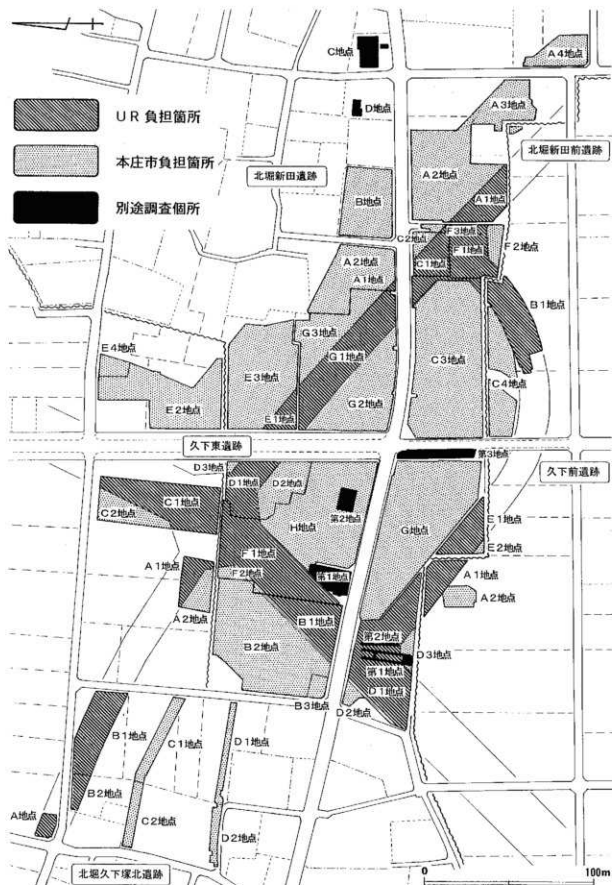 C地点
A4地点
UR負担箇所
D地点
A3地点
北堀新田前遺跡
本庄市負担箇所
北堀新田遺跡
A2地点
B地点
A1地点
別途調査個所
C2地点
F3地点
F1地点
F2地点
C1地点
A2地点
A1地点
B1地点
G3地点
E4地点
G1地点
C3地点
E3地点
C4地点
E2地点
G2地点
E1地点
久下東遺跡
D3地点
第3地点
久下前遺跡
D1地点
D2地点
C1地点
第2地点
C2地点
G地点
H地点
E1地点
F1地点
E2地点
A1地点
F2地点
第1地点
A1地点
A2地点
A2地点
B1地点
第2地点
B2地点
D3地点
第1地点
D1地点
B3地点
D2地点
B1地点
C1地点
D1地点
B2地点
A地点
C2地点
D2地点
北堀久下塚北遺跡
0 100m